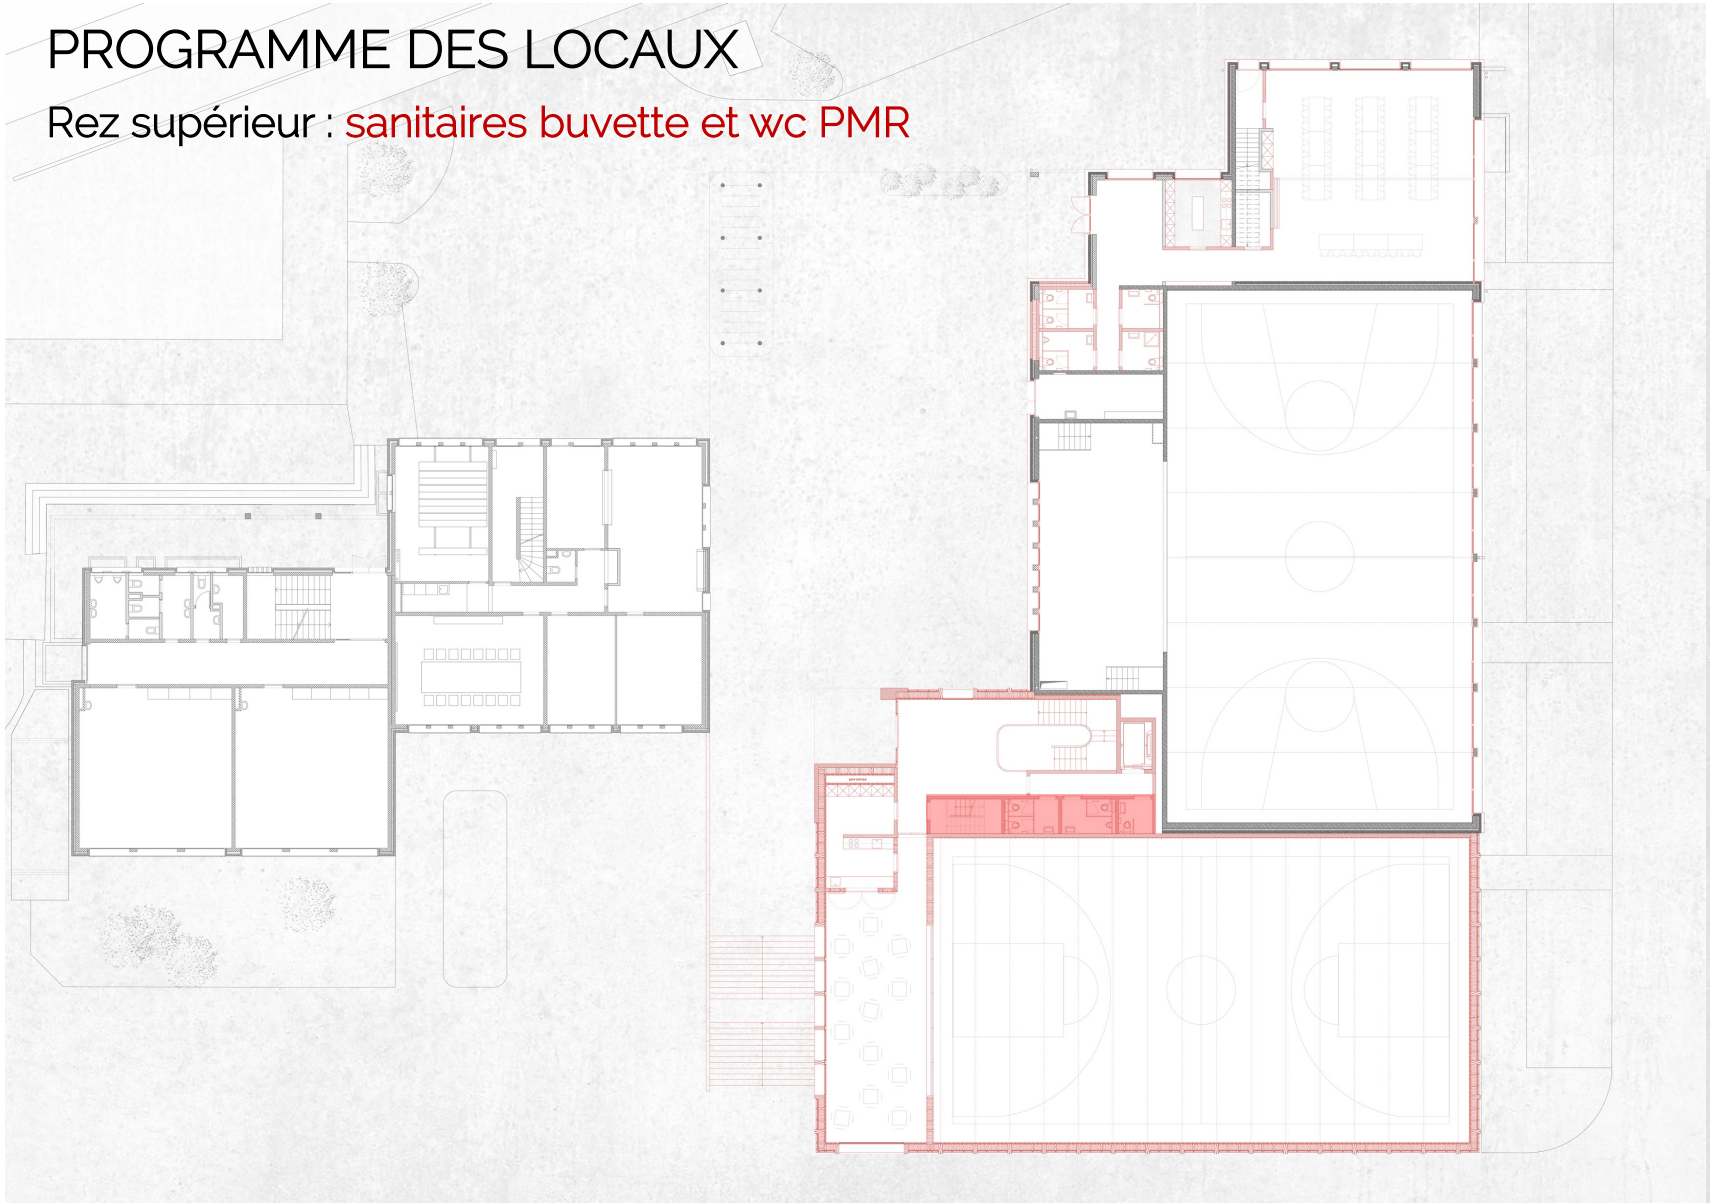 PROGRAMME DES LOCAUX
Rez supérieur : sanitaires buvette et wc PMR